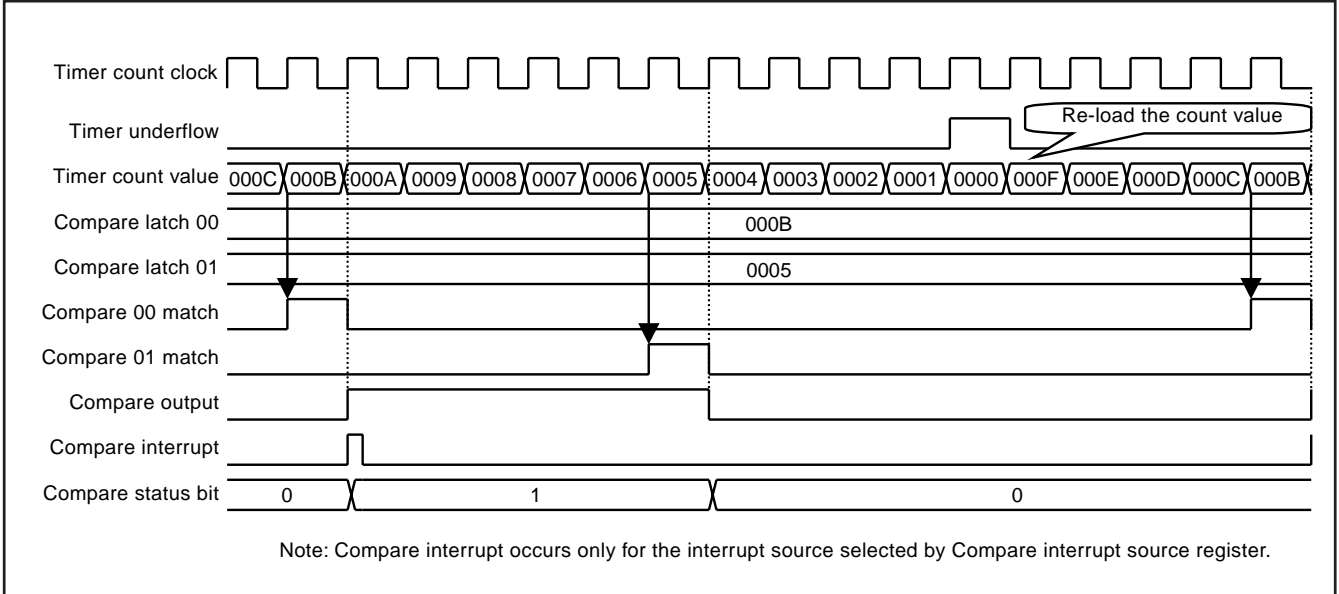 Timer count clock
Timer underflow
Re-load the count value
Timer count value 000C 000B 000A 0009 0008 0007 0006 0005 0004 0003 0002 0001 0000 000F 000E 000D 000C 000B
Compare latch 00 000B
Compare latch 01 0005
Compare 00 match
Compare 01 match
Compare output
Compare interrupt
Compare status bit 0 1 0
Note: Compare interrupt occurs only for the interrupt source selected by Compare interrupt source register.